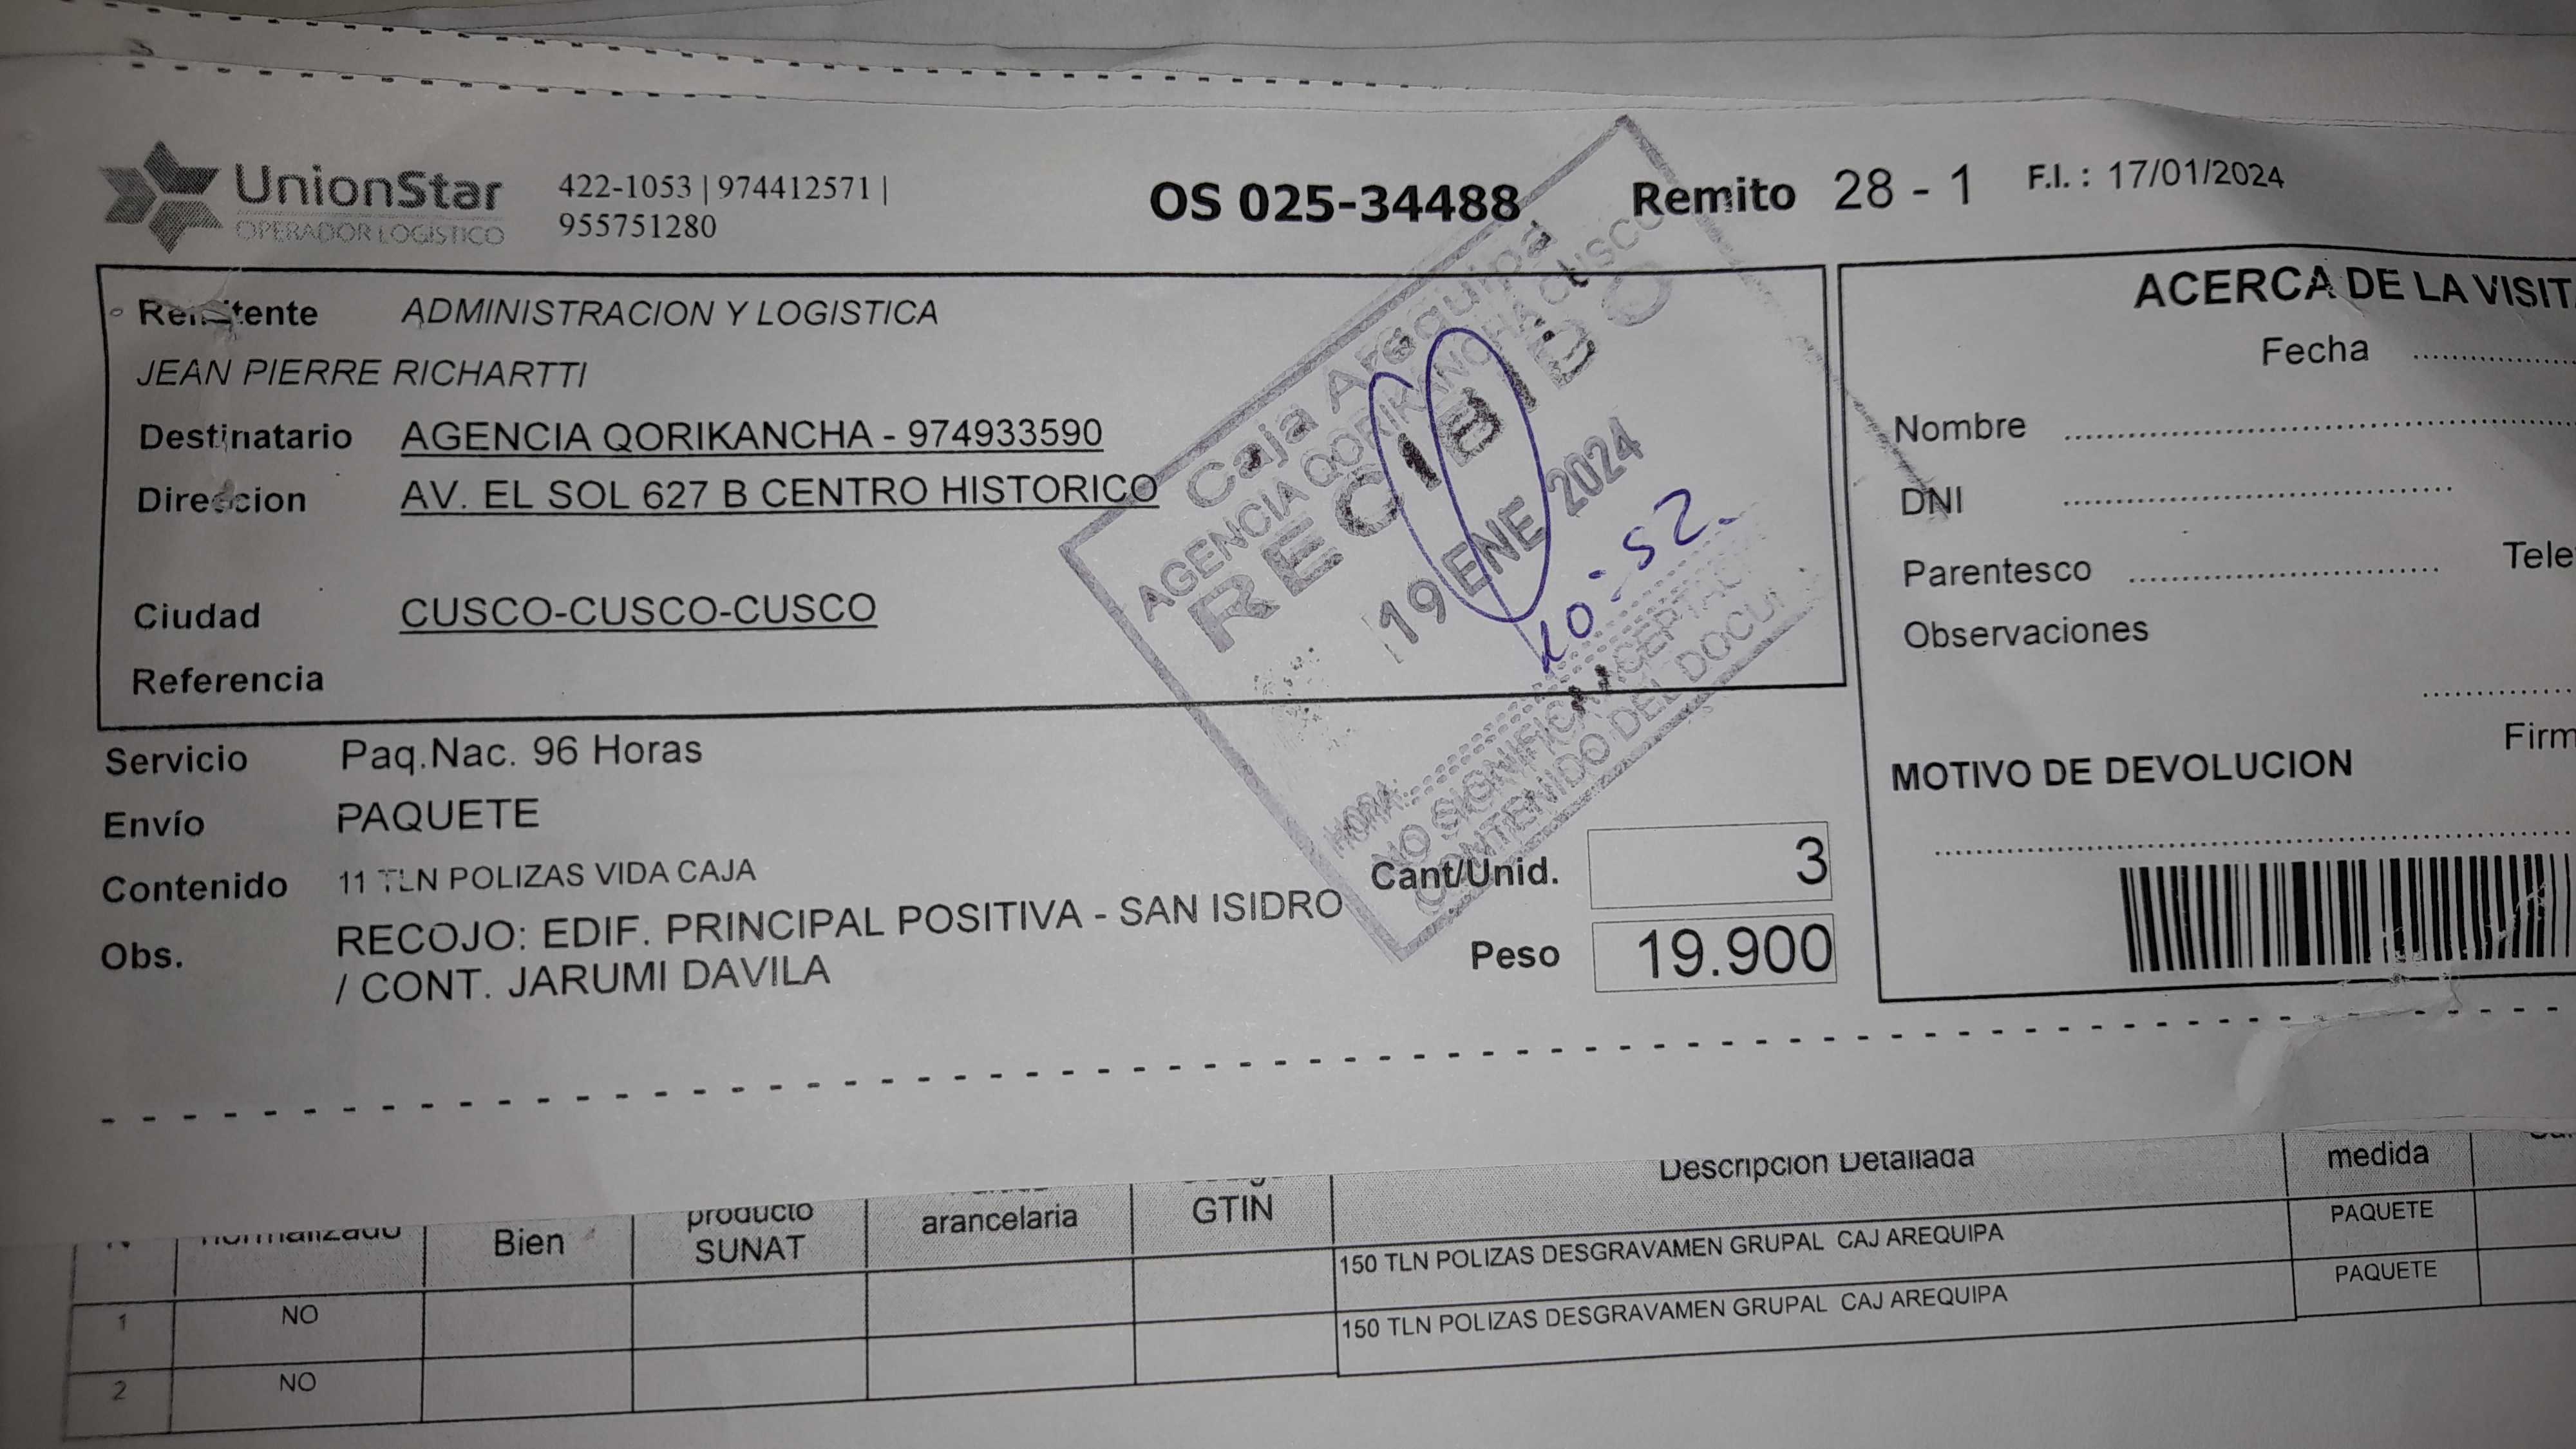 UnionStar
OPERADOR LOGÍSTICO
422-1053 | 974412571 |
955751280
OS 025-34488
Remito 28 - 1 F.I. : 17/01/2024
Remitente ADMINISTRACION Y LOGISTICA
JEAN PIERRE RICHARTTI
Destinatario AGENCIA QORIKANCHA - 974933590
Direccion AV. EL SOL 627 B CENTRO HISTORICO
Ciudad CUSCO-CUSCO-CUSCO
Referencia
Caja Arequipa
AGENCIA QORIKANCHA CUSCO
RECIBIDO
19 ENE 2024
10:52
HORA:
NO SIGNIFICA ACEPTACI
CONTENIDO DEL DOCU
ACERCA DE LA VISIT
Fecha
Nombre
DNI
Parentesco Tele
Observaciones
Firm
MOTIVO DE DEVOLUCION
Servicio Paq.Nac. 96 Horas
Envío PAQUETE
Contenido 11 TLN POLIZAS VIDA CAJA
Obs. RECOJO: EDIF. PRINCIPAL POSITIVA - SAN ISIDRO
/ CONT. JARUMI DAVILA
Cant/Unid. 3
Peso 19.900
normalizado Bien producto SUNAT arancelaria GTIN Descripción Detallada medida
1 NO 150 TLN POLIZAS DESGRAVAMEN GRUPAL CAJ AREQUIPA PAQUETE
2 NO 150 TLN POLIZAS DESGRAVAMEN GRUPAL CAJ AREQUIPA PAQUETE